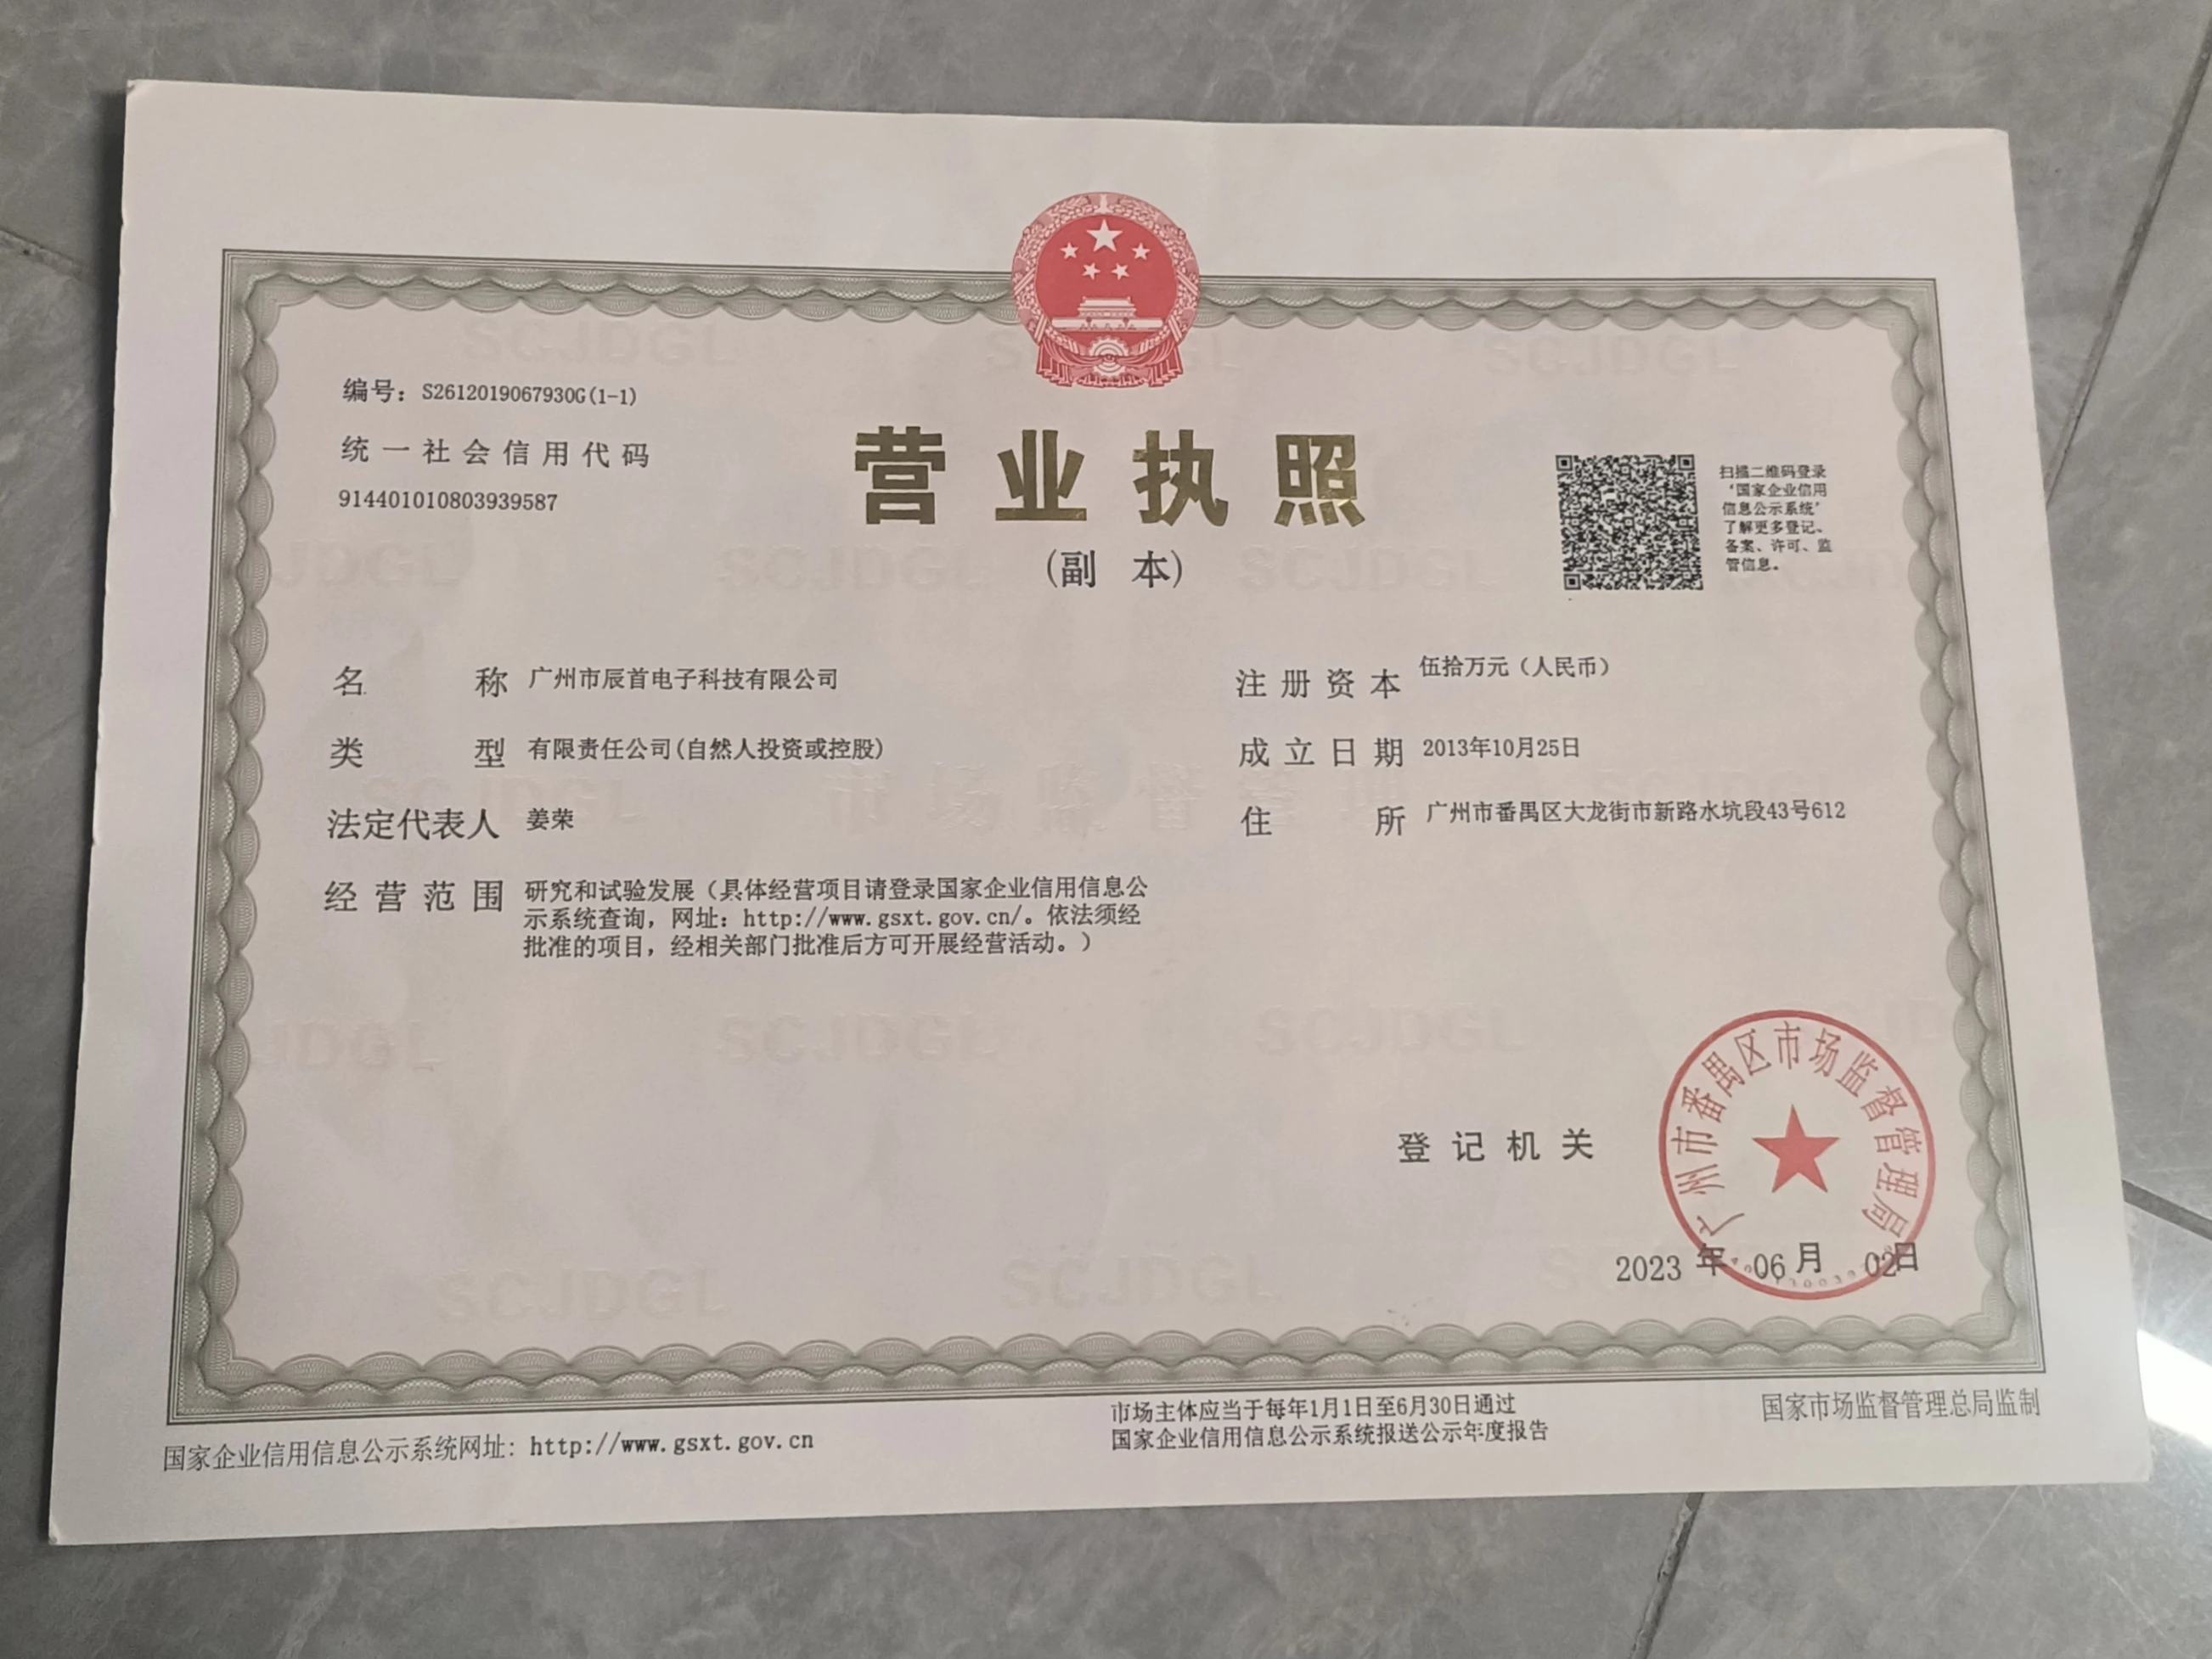 编号：S2612019067930G(1-1)
统一社会信用代码
914401010803939587
营业执照
(副 本)
扫描二维码登录
‘国家企业信用
信息公示系统’
了解更多登记、
备案、许可、监
管信息。
名 称 广州市辰首电子科技有限公司
类 型 有限责任公司(自然人投资或控股)
法定代表人 姜荣
经营范围 研究和试验发展（具体经营项目请登录国家企业信用信息公
示系统查询，网址：http://www.gsxt.gov.cn/。依法须经
批准的项目，经相关部门批准后方可开展经营活动。）
注册资本 伍拾万元（人民币）
成立日期 2013年10月25日
住 所 广州市番禺区大龙街市新路水坑段43号612
登记机关
广州市番禺区市场监督管理局
2023 年 06 月 02日
国家企业信用信息公示系统网址：http://www.gsxt.gov.cn
市场主体应当于每年1月1日至6月30日通过
国家企业信用信息公示系统报送公示年度报告
国家市场监督管理总局监制